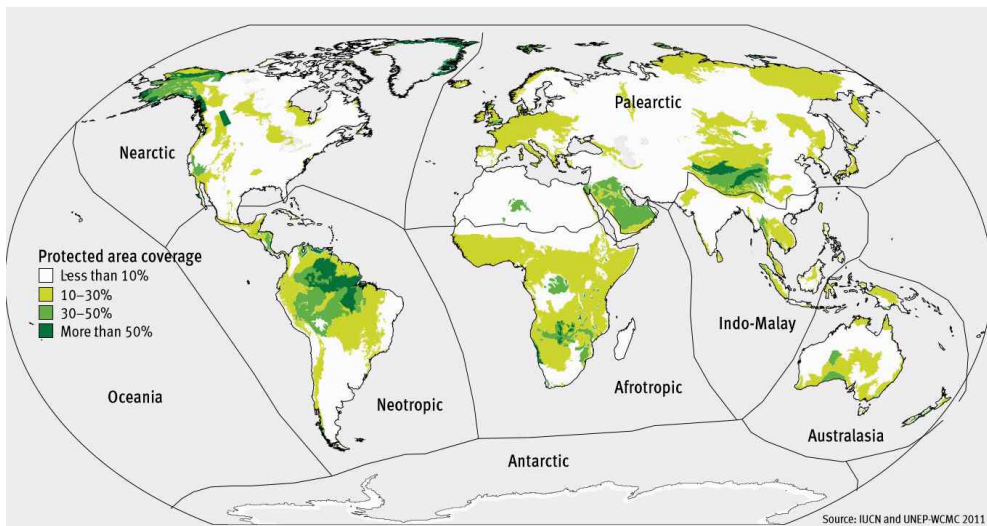 Palearctic
Nearctic
Protected area coverage
Less than 10%
10–30%
30–50%
More than 50%
Indo-Malay
Oceania
Neotropic
Afrotropic
Australasia
Antarctic
Source: IUCN and UNEP-WCMC 2011